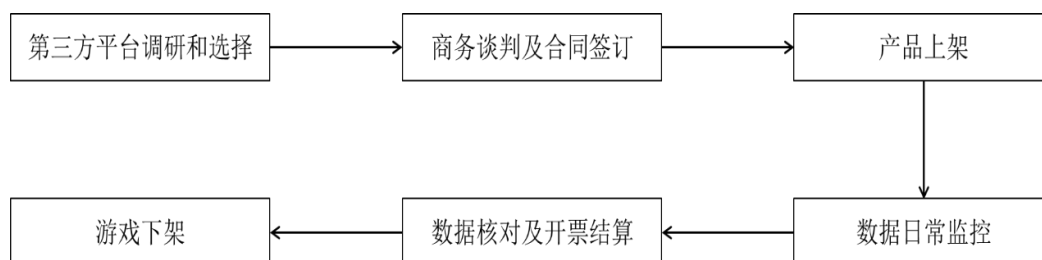 第三方平台调研和选择
商务谈判及合同签订
产品上架
数据日常监控
数据核对及开票结算
游戏下架